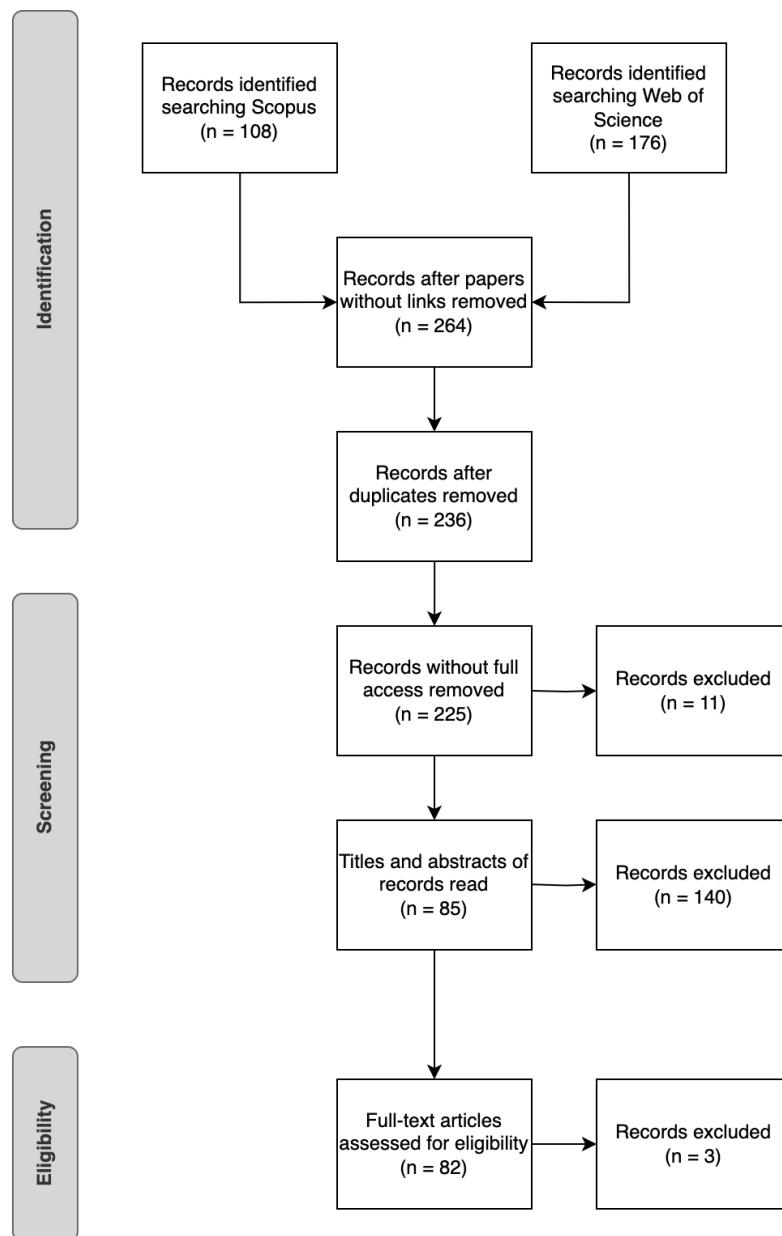 Identification
Records identified
searching Scopus
(n = 108)
Records identified
searching Web of
Science
(n = 176)
Records after papers
without links removed
(n = 264)
Records after
duplicates removed
(n = 236)
Screening
Records without full
access removed
(n = 225)
Records excluded
(n = 11)
Titles and abstracts of
records read
(n = 85)
Records excluded
(n = 140)
Eligibility
Full-text articles
assessed for eligibility
(n = 82)
Records excluded
(n = 3)